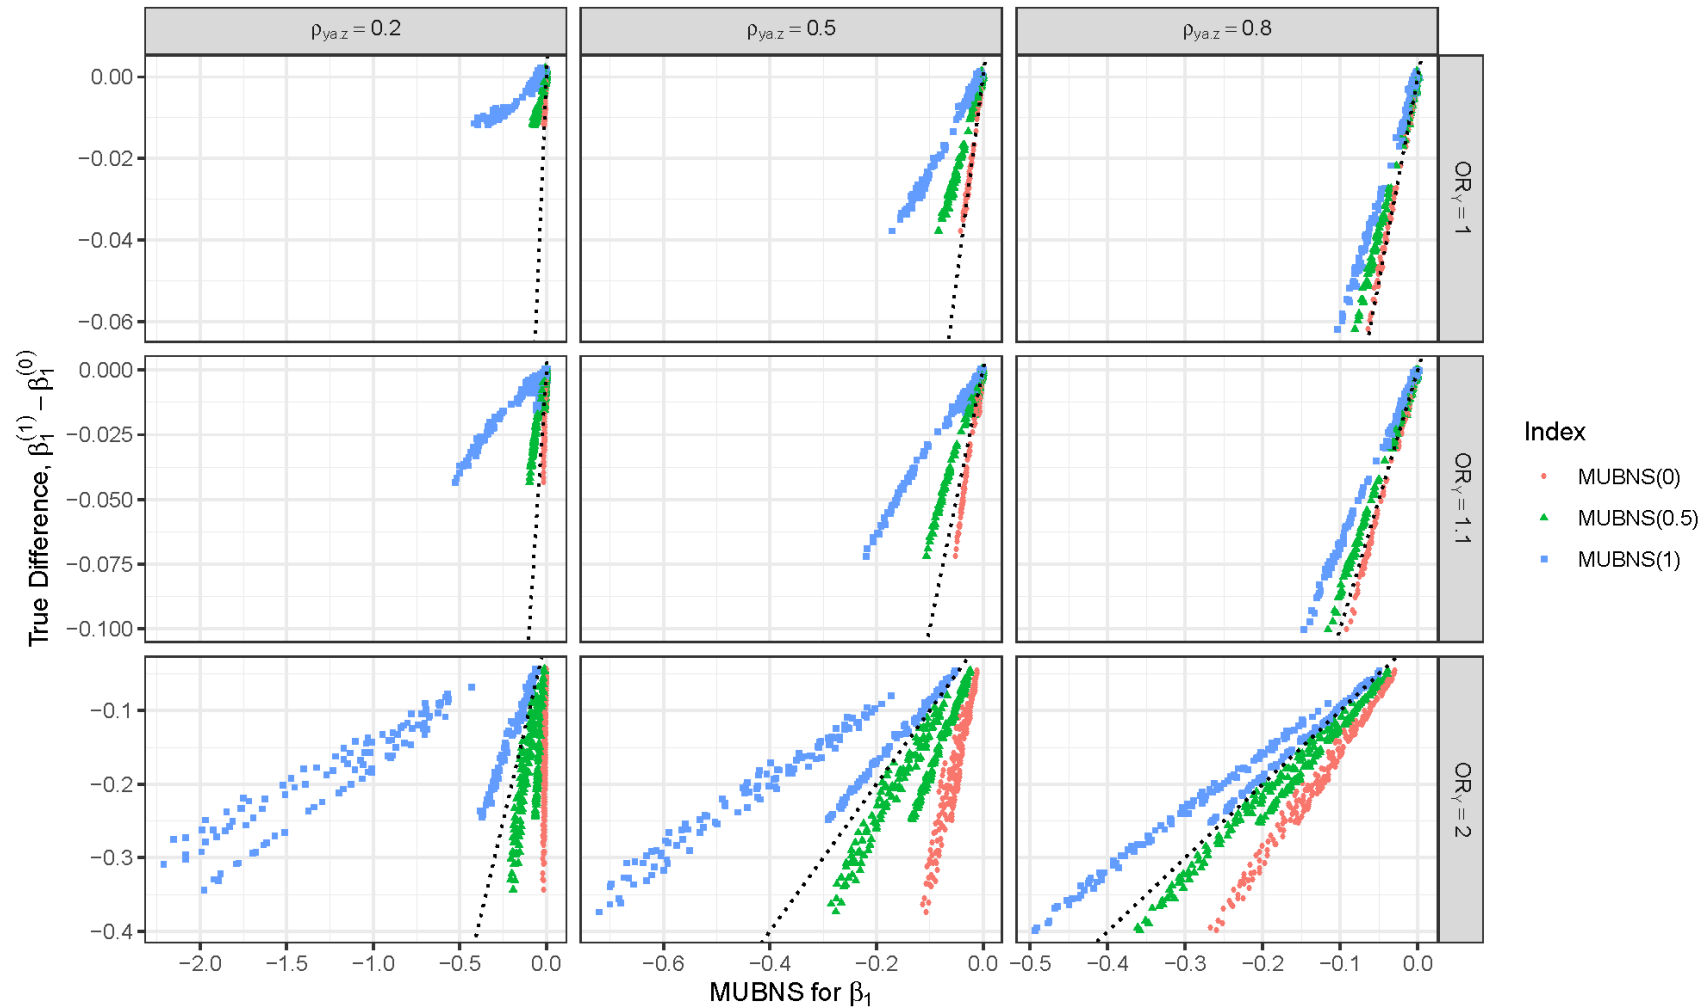 ρya.z = 0.2
ρya.z = 0.5
ρya.z = 0.8
0.00
−0.02
−0.04
−0.06
ORY = 1
0.000
−0.025
−0.050
−0.075
−0.100
ORY = 1.1
−0.1
−0.2
−0.3
−0.4
ORY = 2
−2.0 −1.5 −1.0 −0.5 0.0
−0.6 −0.4 −0.2 0.0
−0.5 −0.4 −0.3 −0.2 −0.1 0.0
MUBNS for β1
True Difference, β1(1) − β1(0)
Index
MUBNS(0)
MUBNS(0.5)
MUBNS(1)